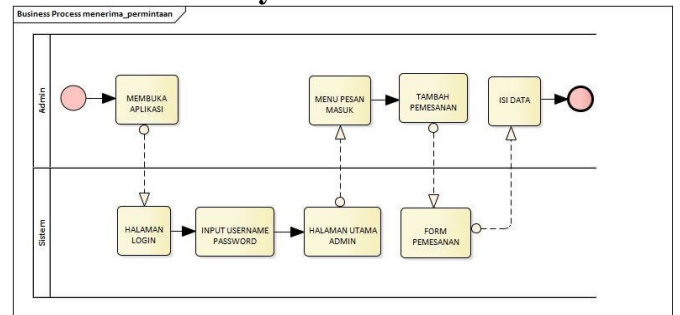 y
Business Process menerima_permintaan
Admin
MEMBUKA
APLIKASI
MENU PESAN
MASUK
TAMBAH
PEMESANAN
ISI DATA
Sistem
HALAMAN
LOGIN
INPUT USERNAME
PASSWORD
HALAMAN UTAMA
ADMIN
FORM
PEMESANAN